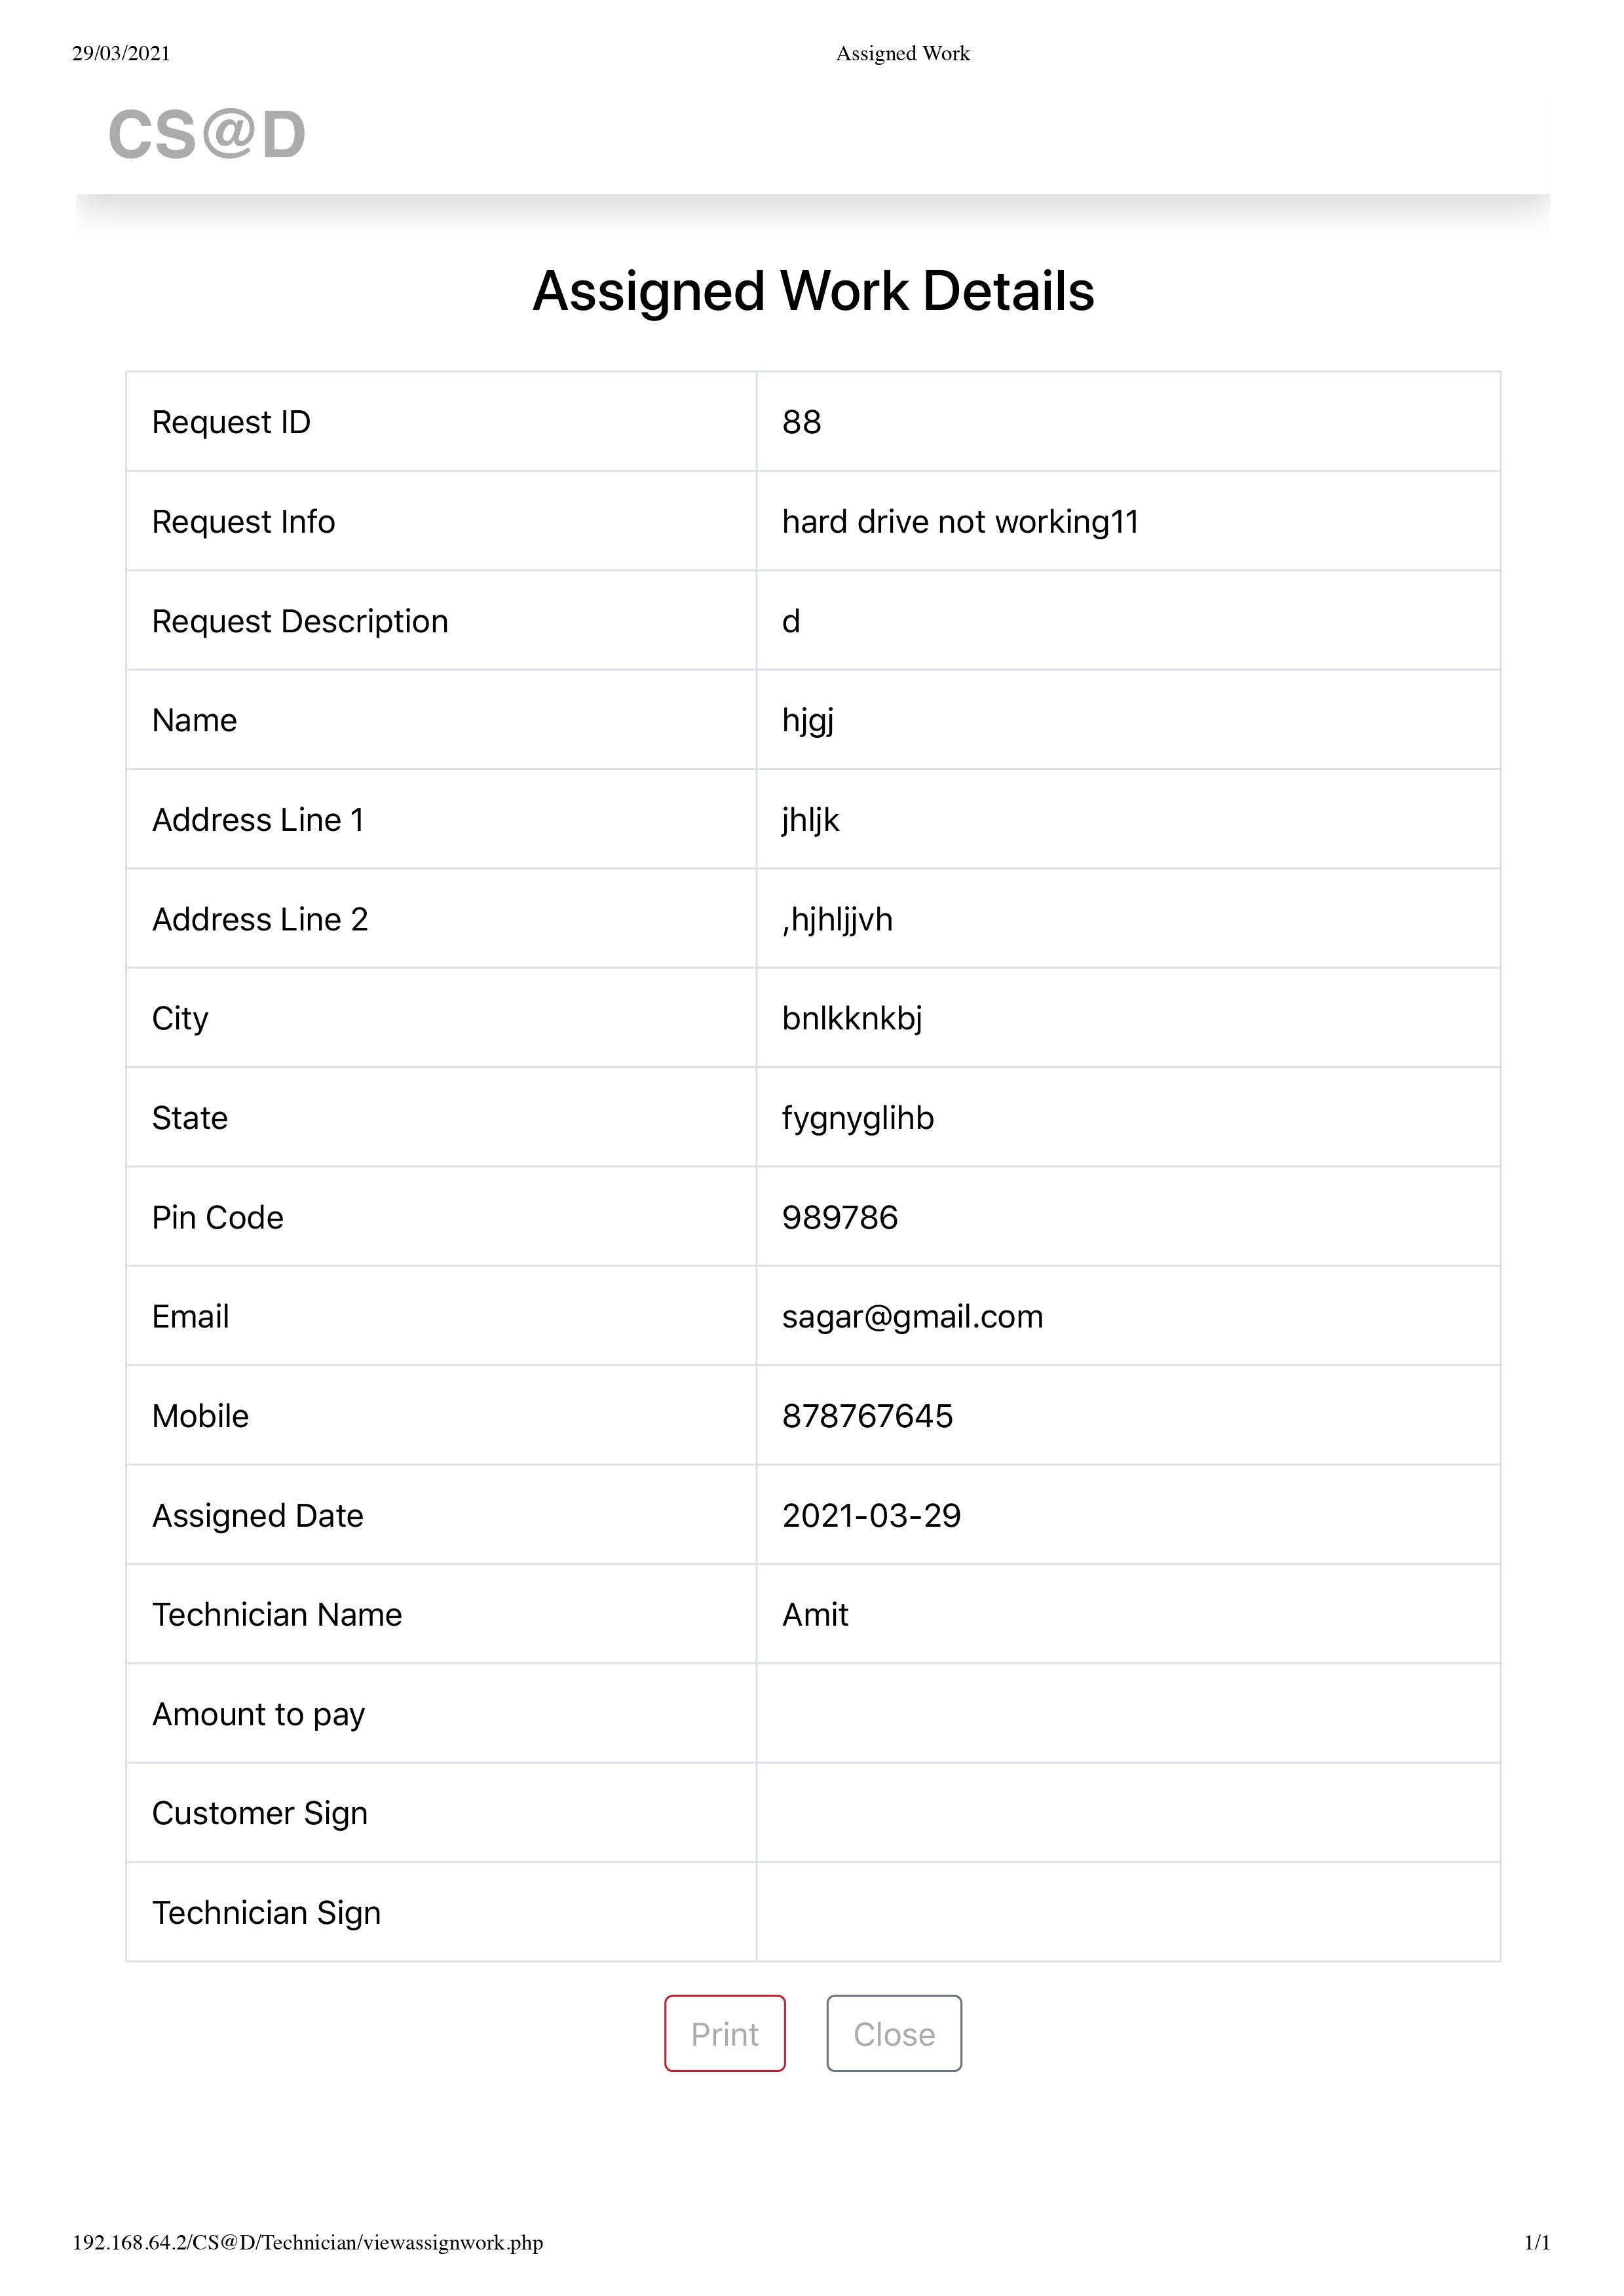 29/03/2021 Assigned Work
CS@D
Assigned Work Details
Request ID 88
Request Info hard drive not working11
Request Description d
Name hjgj
Address Line 1 jhljk
Address Line 2 ,hjhljjvh
City bnlkknkbj
State fygnyglihb
Pin Code 989786
Email sagar@gmail.com
Mobile 878767645
Assigned Date 2021-03-29
Technician Name Amit
Amount to pay
Customer Sign
Technician Sign
Print Close
192.168.64.2/CS@D/Technician/viewassignwork.php 1/1